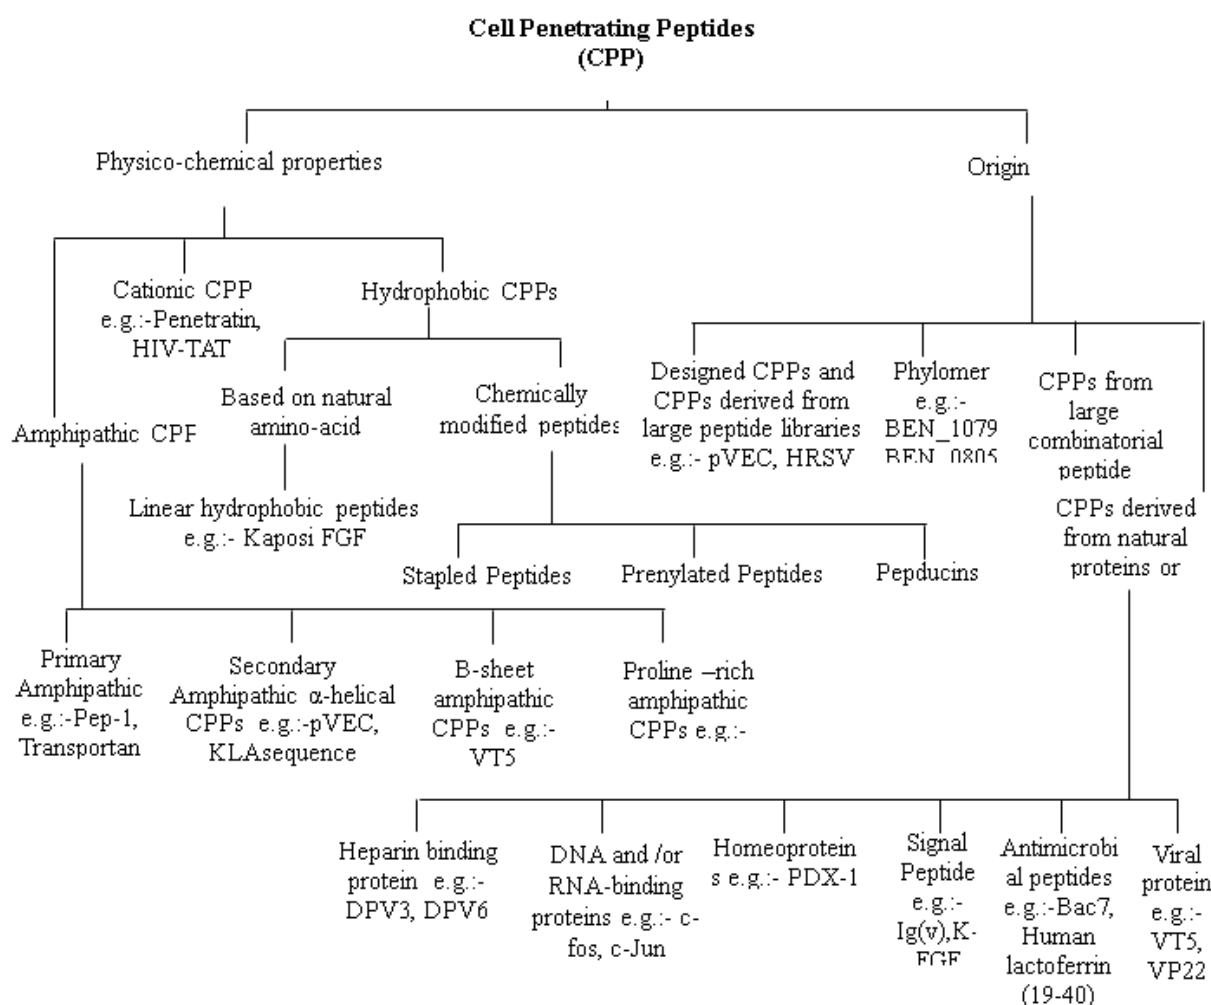 Cell Penetrating Peptides
(CPP)
Physico-chemical properties
Origin
Cationic CPP
e.g.:-Penetratin,
HIV-TAT
Hydrophobic CPPs
Amphipathic CPF
Based on natural
amino-acid
Chemically
modified peptides
Linear hydrophobic peptides
e.g.:- Kaposi FGF
Stapled Peptides
Prenylated Peptides
Pepducins
Primary
Amphipathic
e.g.:-Pep-1,
Transportan
Secondary
Amphipathic α-helical
CPPs e.g.:-pVEC,
KLAsequence
B-sheet
amphipathic
CPPs e.g.:-
VT5
Proline –rich
amphipathic
CPPs e.g.:-
Designed CPPs and
CPPs derived from
large peptide libraries
e.g.:- pVEC, HRSV
Phylomer
e.g.:-
BEN_1079
BEN_0805
CPPs from
large
combinatorial
peptide
CPPs derived
from natural
proteins or
Heparin binding
protein e.g.:-
DPV3, DPV6
DNA and /or
RNA-binding
proteins e.g.:- c-
fos, c-Jun
Homeoprotein
s e.g.:- PDX-1
Signal
Peptide
e.g.:-
Ig(v),K-
FGF
Antimicrobi
al peptides
e.g.:-Bac7,
Human
lactoferrin
(19-40)
Viral
protein
e.g.:-
VT5,
VP22